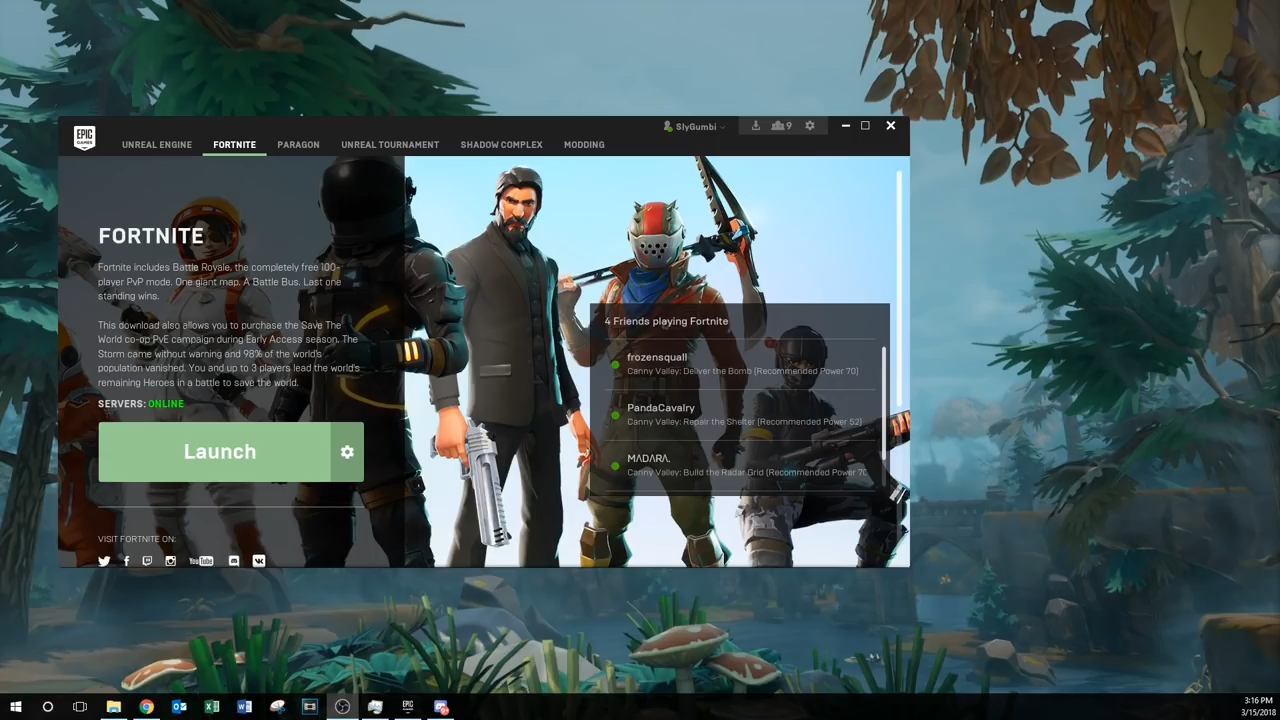 SlyGumbi
9
EPIC
GAMES
UNREAL ENGINE
FORTNITE
PARAGON
UNREAL TOURNAMENT
SHADOW COMPLEX
MODDING
FORTNITE
Fortnite includes Battle Royale, the completely free 100-
player PvP mode. One giant map. A Battle Bus. Last one
standing wins.
This download also allows you to purchase the Save The
World co-op PvE campaign during Early Access season. The
Storm came without warning and 98% of the world's
population vanished. You and up to 3 players lead the world's
remaining Heroes in a battle to save the world.
SERVERS: ONLINE
Launch
VISIT FORTNITE ON:
YouTube
4 Friends playing Fortnite
frozensquall
Canny Valley: Deliver the Bomb (Recommended Power 70)
PandaCavalry
Canny Valley: Repair the Shelter (Recommended Power 52)
MΛDΛRΛ.
Canny Valley: Build the Radar Grid (Recommended Power 70
EPIC
3:16 PM
3/15/2018